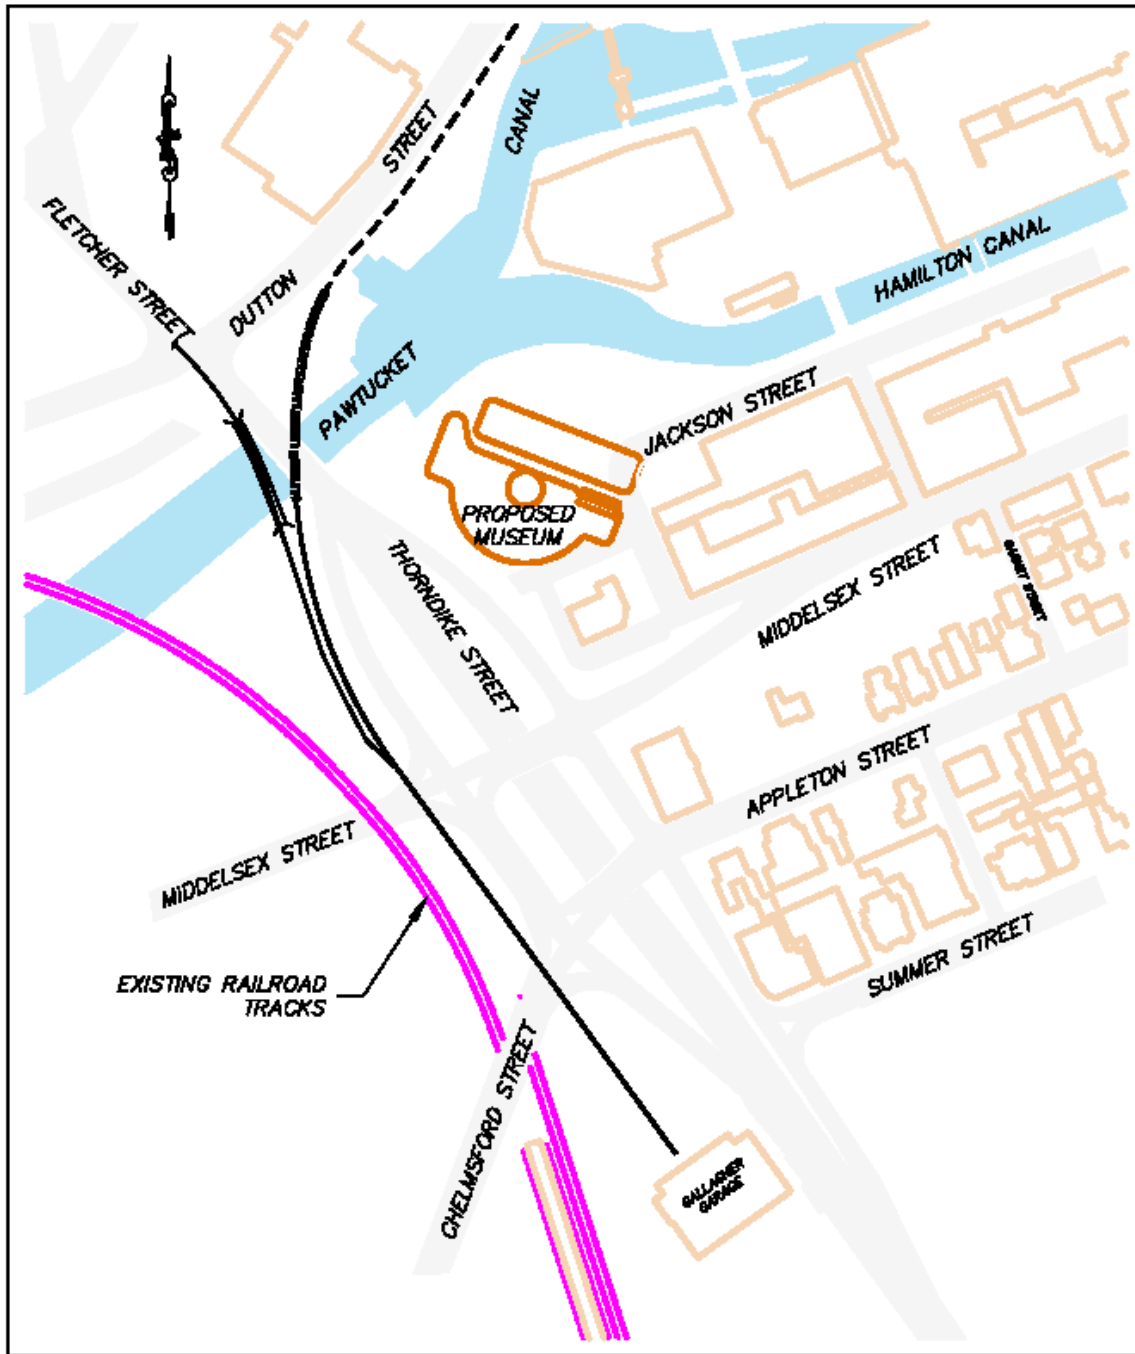 STREET
CANAL
FLETCHER STREET
DUTTON
HAMILTON CANAL
PAWTUCKET
JACKSON STREET
PROPOSED
MUSEUM
THORNDIKE STREET
MIDDELSEX STREET
APPLETON STREET
MIDDELSEX STREET
SUMMER STREET
EXISTING RAILROAD
TRACKS
CHELMSFORD STREET
GALLAGHER
GARAGE